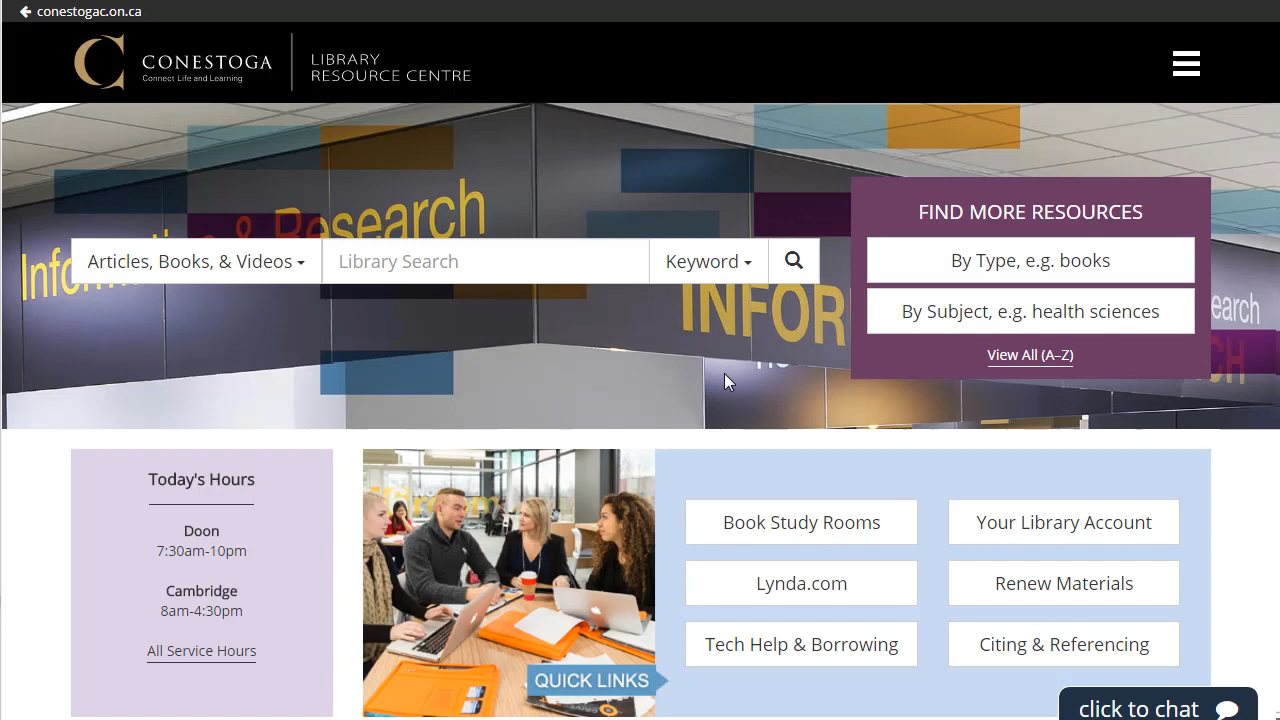 conestogac.on.ca
CONESTOGA
Connect Life and Learning
LIBRARY
RESOURCE CENTRE
& Research
INFOR
Articles, Books, & Videos
Library Search
Keyword
FIND MORE RESOURCES
By Type, e.g. books
By Subject, e.g. health sciences
View All (A–Z)
Today's Hours
Doon
7:30am-10pm
Cambridge
8am-4:30pm
All Service Hours
QUICK LINKS
Book Study Rooms
Your Library Account
Lynda.com
Renew Materials
Tech Help & Borrowing
Citing & Referencing
click to chat